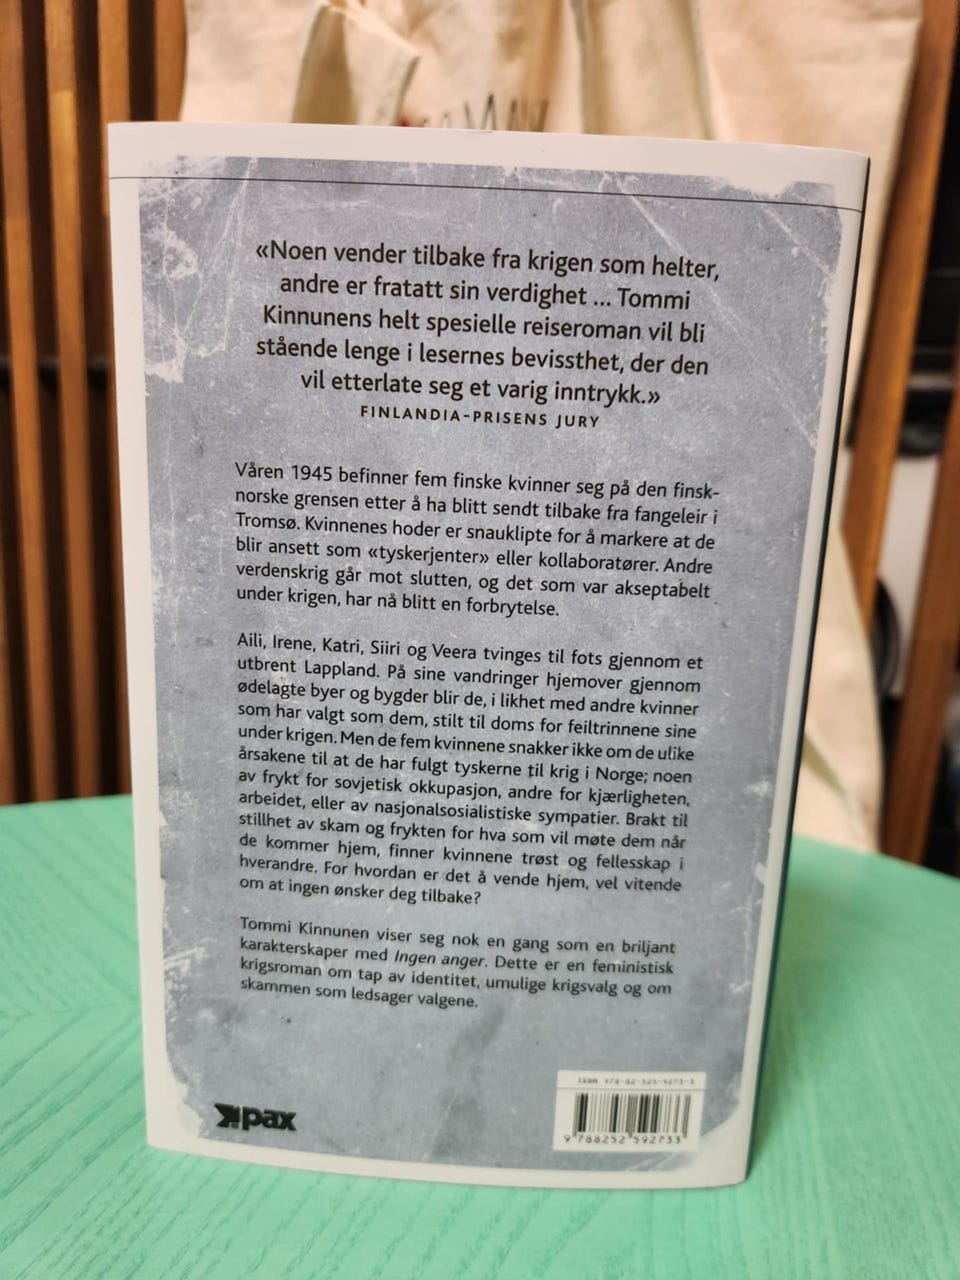 «Noen vender tilbake fra krigen som helter,
andre er fratatt sin verdighet ... Tommi
Kinnunens helt spesielle reiseroman vil bli
stående lenge i lesernes bevissthet, der den
vil etterlate seg et varig inntrykk.»
FINLANDIA-PRISENS JURY
Våren 1945 befinner fem finske kvinner seg på den finsk-
norske grensen etter å ha blitt sendt tilbake fra fangeleir i
Tromsø. Kvinnenes hoder er snauklipte for å markere at de
blir ansett som «tyskerjenter» eller kollaboratører. Andre
verdenskrig går mot slutten, og det som var akseptabelt
under krigen, har nå blitt en forbrytelse.
Aili, Irene, Katri, Siiri og Veera tvinges til fots gjennom et
utbrent Lappland. På sine vandringer hjemover gjennom
ødelagte byer og bygder blir de, i likhet med andre kvinner
som har valgt som dem, stilt til doms for feiltrinnene sine
under krigen. Men de fem kvinnene snakker ikke om de ulike
årsakene til at de har fulgt tyskerne til krig i Norge; noen
av frykt for sovjetisk okkupasjon, andre for kjærligheten,
arbeidet, eller av nasjonalsosialistiske sympatier. Brakt til
stillhet av skam og frykten for hva som vil møte dem når
de kommer hjem, finner kvinnene trøst og fellesskap i
hverandre. For hvordan er det å vende hjem, vel vitende
om at ingen ønsker deg tilbake?
Tommi Kinnunen viser seg nok en gang som en briljant
karakterskaper med Ingen anger. Dette er en feministisk
krigsroman om tap av identitet, umulige krigsvalg og om
skammen som ledsager valgene.
pax
ISBN 978-82-525-9273-3
9 788252 592733